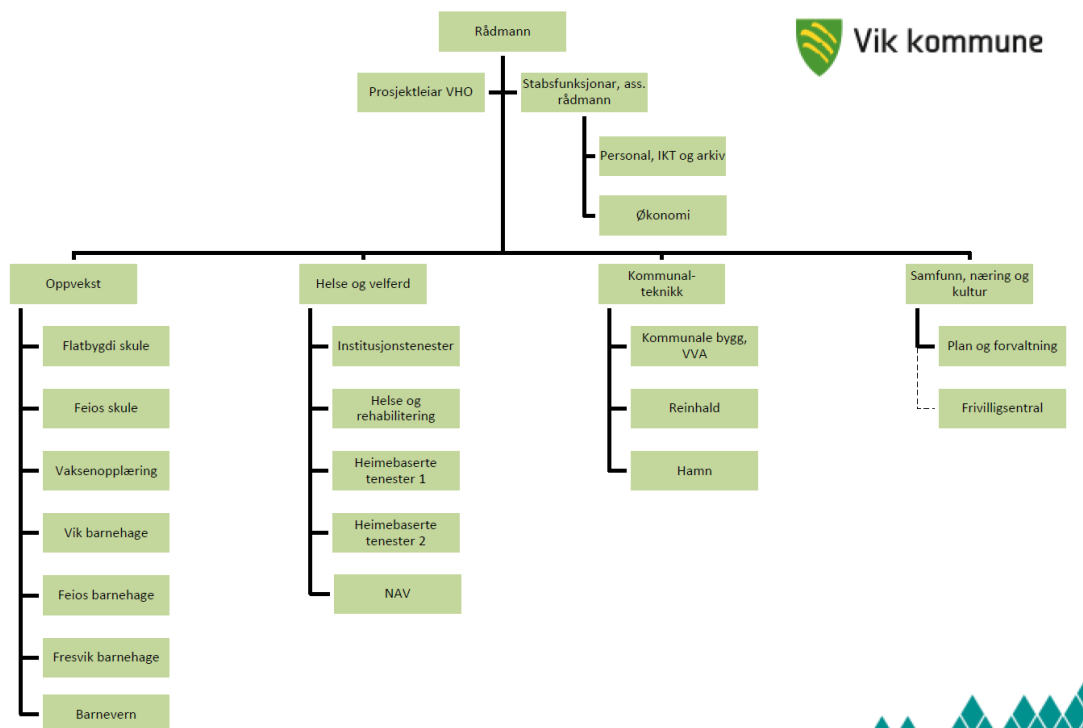 Rådmann
Vik kommune
Prosjektleiar VHO
Stabsfunksjonar, ass.
rådmann
Personal, IKT og arkiv
Økonomi
Oppvekst
Flatbygdi skule
Feios skule
Vaksenopplæring
Vik barnehage
Feios barnehage
Fresvik barnehage
Barnevern
Helse og velferd
Institusjonstenester
Helse og
rehabilitering
Heimebaserte
tenester 1
Heimebaserte
tenester 2
NAV
Kommunal-
teknikk
Kommunale bygg,
VVA
Reinhald
Hamn
Samfunn, næring og
kultur
Plan og forvaltning
Frivilligsentral